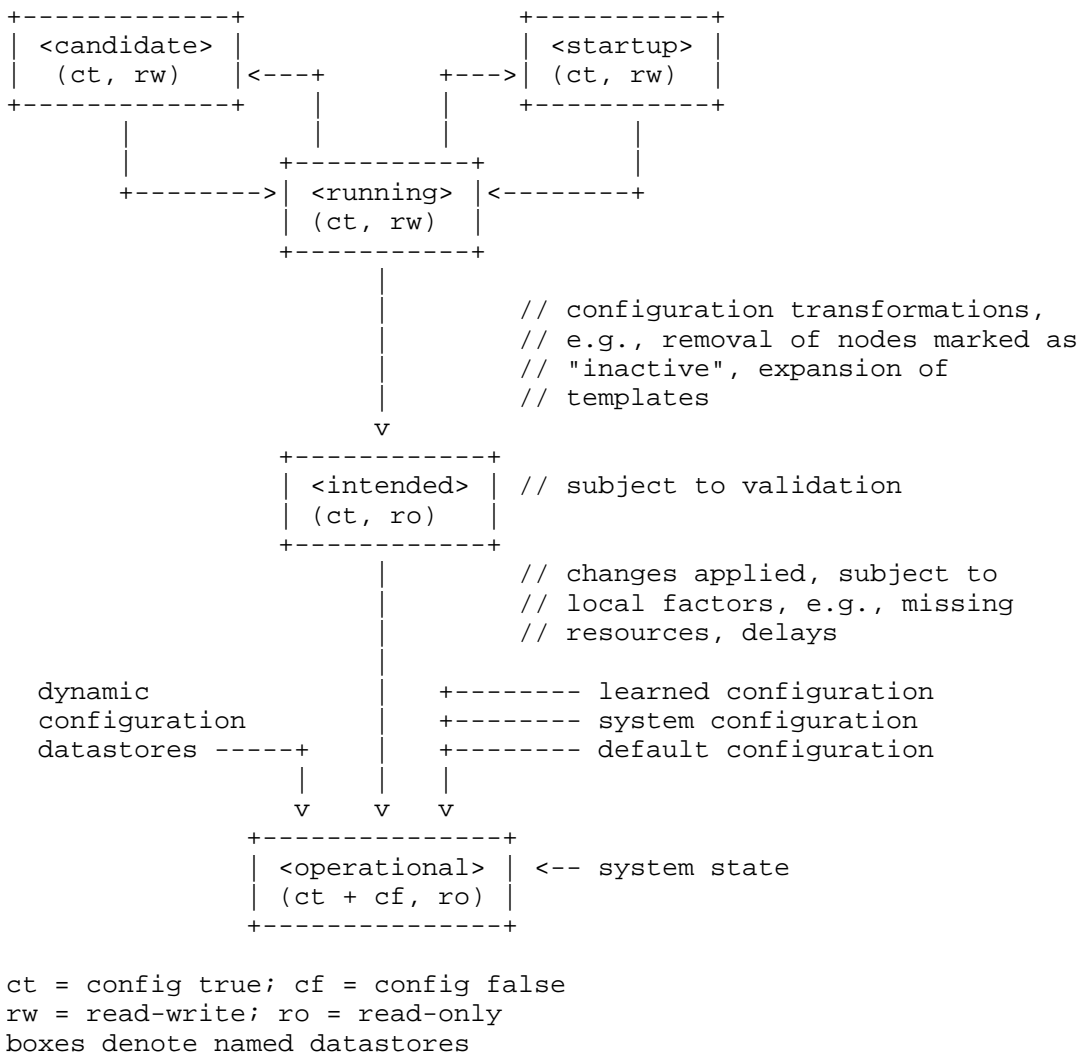 <candidate> <startup>
(ct, rw) <---+ +---> (ct, rw)
+--------> <running> <--------+
(ct, rw)
// configuration transformations,
// e.g., removal of nodes marked as
// "inactive", expansion of
// templates
v
<intended> // subject to validation
(ct, ro)
// changes applied, subject to
// local factors, e.g., missing
// resources, delays
dynamic +-------- learned configuration
configuration +-------- system configuration
datastores -----+ +-------- default configuration
v v v
<operational> <-- system state
(ct + cf, ro)
ct = config true; cf = config false
rw = read-write; ro = read-only
boxes denote named datastores